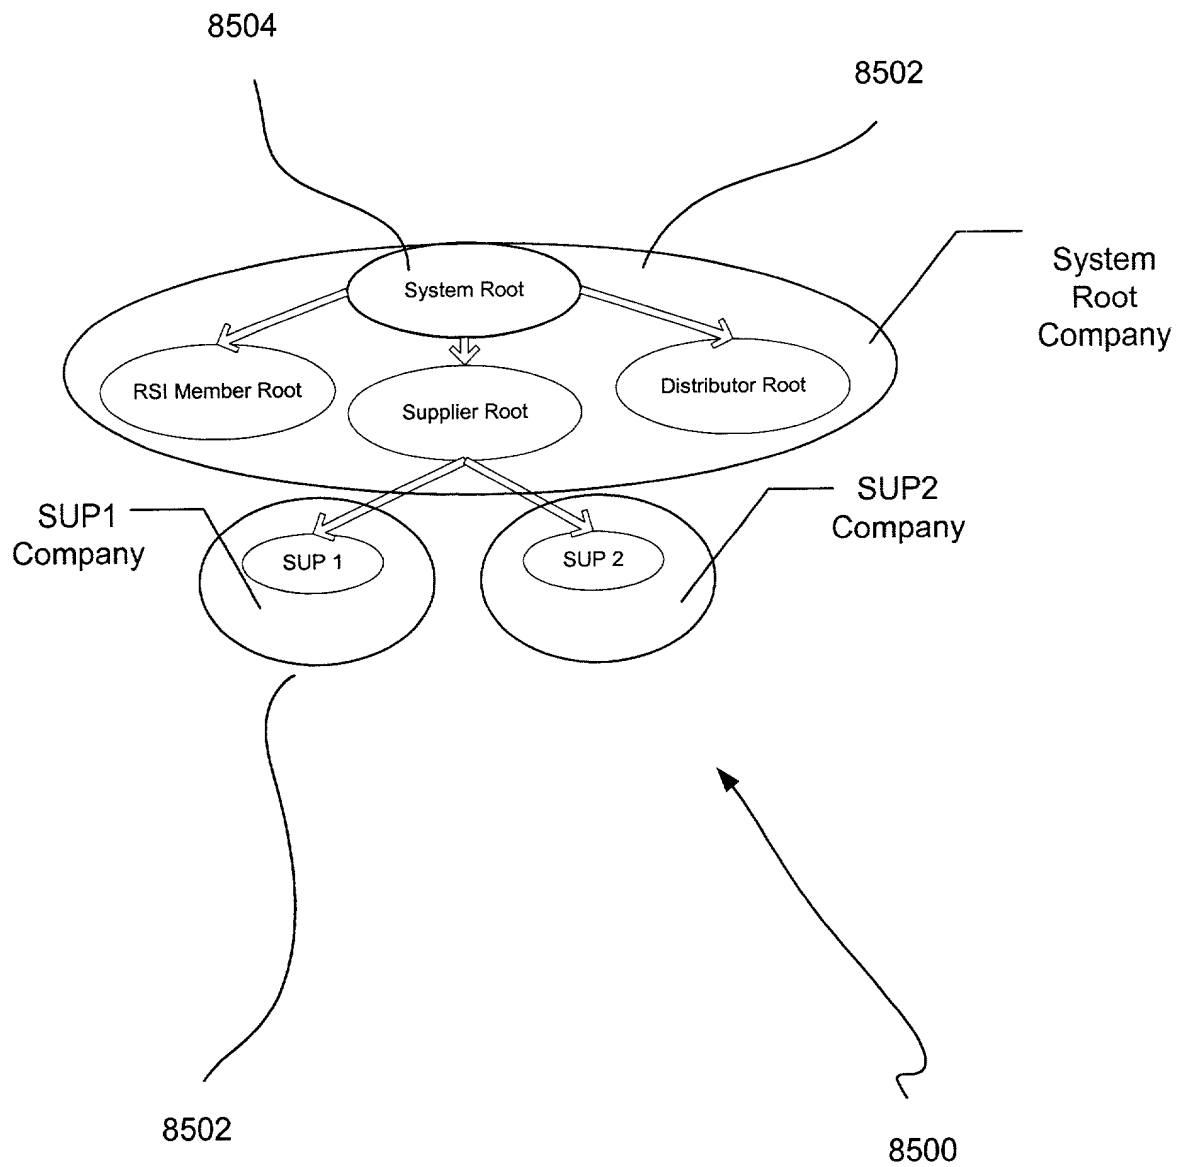 8504
8502
System
Root
Company
System Root
RSI Member Root
Supplier Root
Distributor Root
SUP1
Company
SUP2
Company
SUP 1
SUP 2
8502
8500